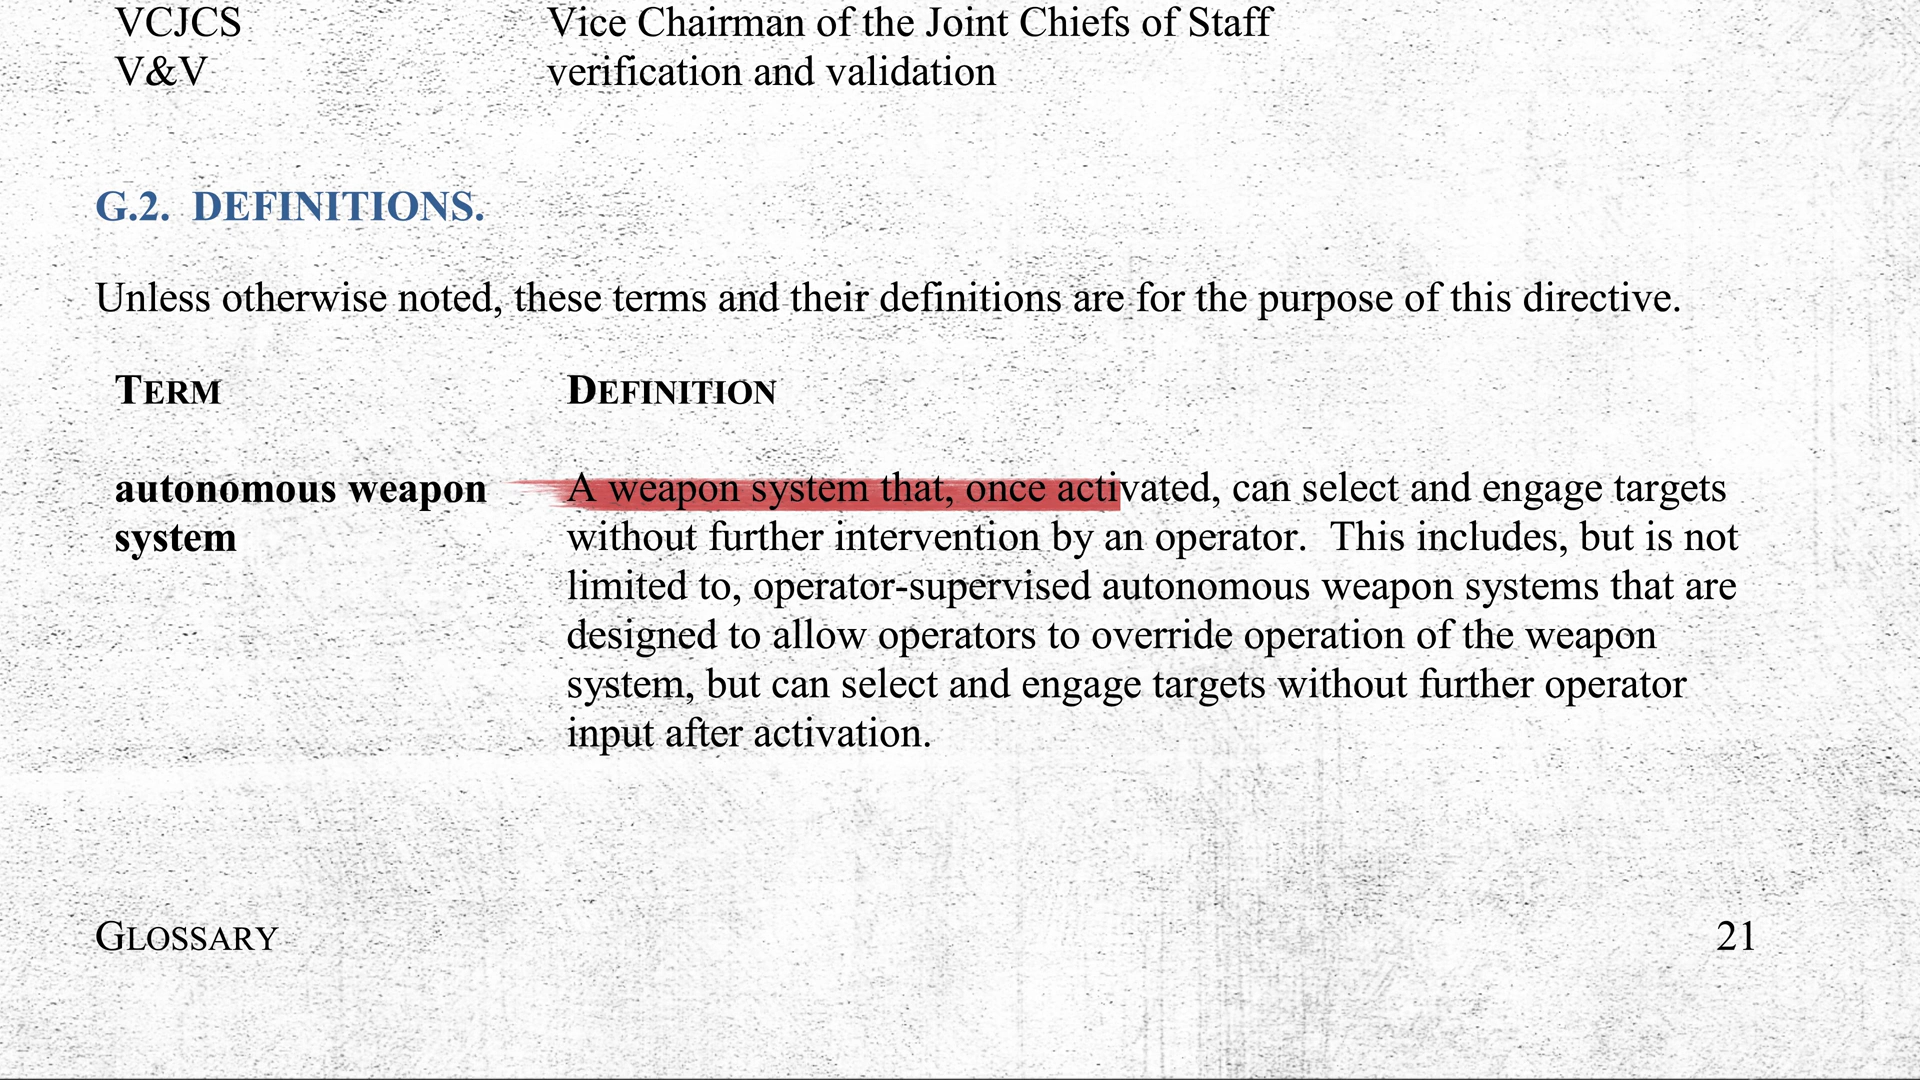 VCJCS Vice Chairman of the Joint Chiefs of Staff
V&V verification and validation
G.2. DEFINITIONS.
Unless otherwise noted, these terms and their definitions are for the purpose of this directive.
TERM DEFINITION
autonomous weapon A weapon system that, once activated, can select and engage targets
system without further intervention by an operator. This includes, but is not
limited to, operator-supervised autonomous weapon systems that are
designed to allow operators to override operation of the weapon
system, but can select and engage targets without further operator
input after activation.
GLOSSARY 21